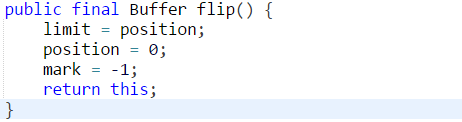 public final Buffer flip() {
    limit = position;
    position = 0;
    mark = -1;
    return this;
}